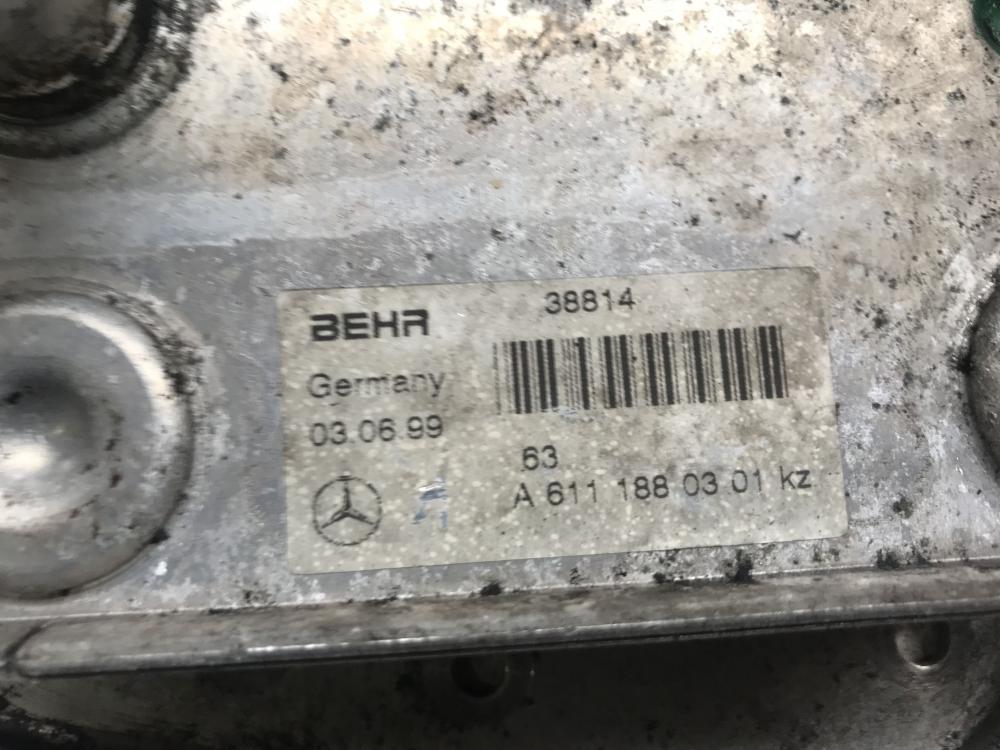 BEHR 38814
Germany
03.06.99
63
A 611 188 03 01 kz